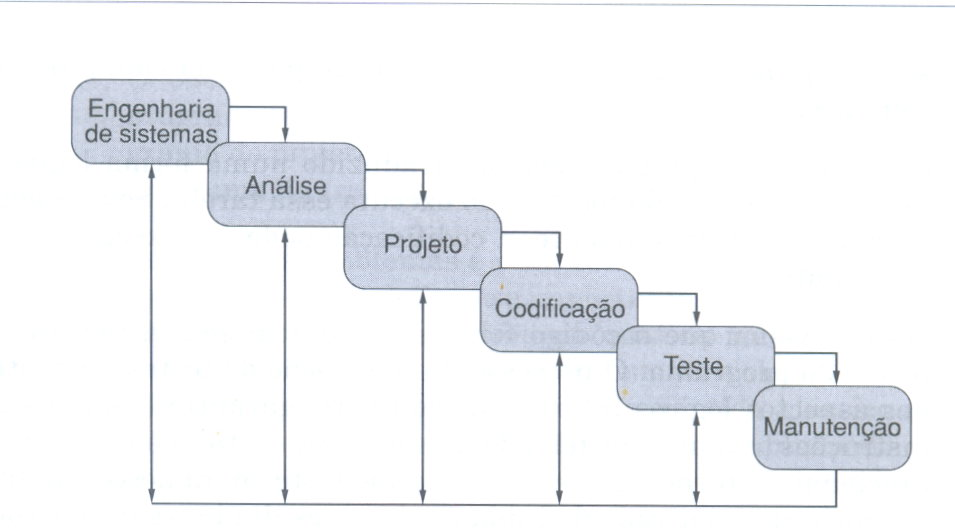 Engenharia
de sistemas
Análise
Projeto
Codificação
Teste
Manutenção